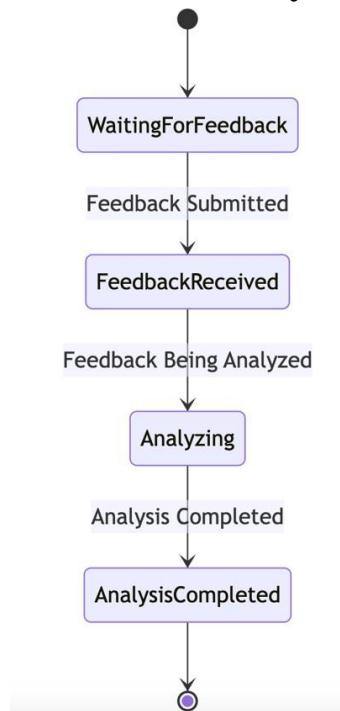 WaitingForFeedback
Feedback Submitted
FeedbackReceived
Feedback Being Analyzed
Analyzing
Analysis Completed
AnalysisCompleted